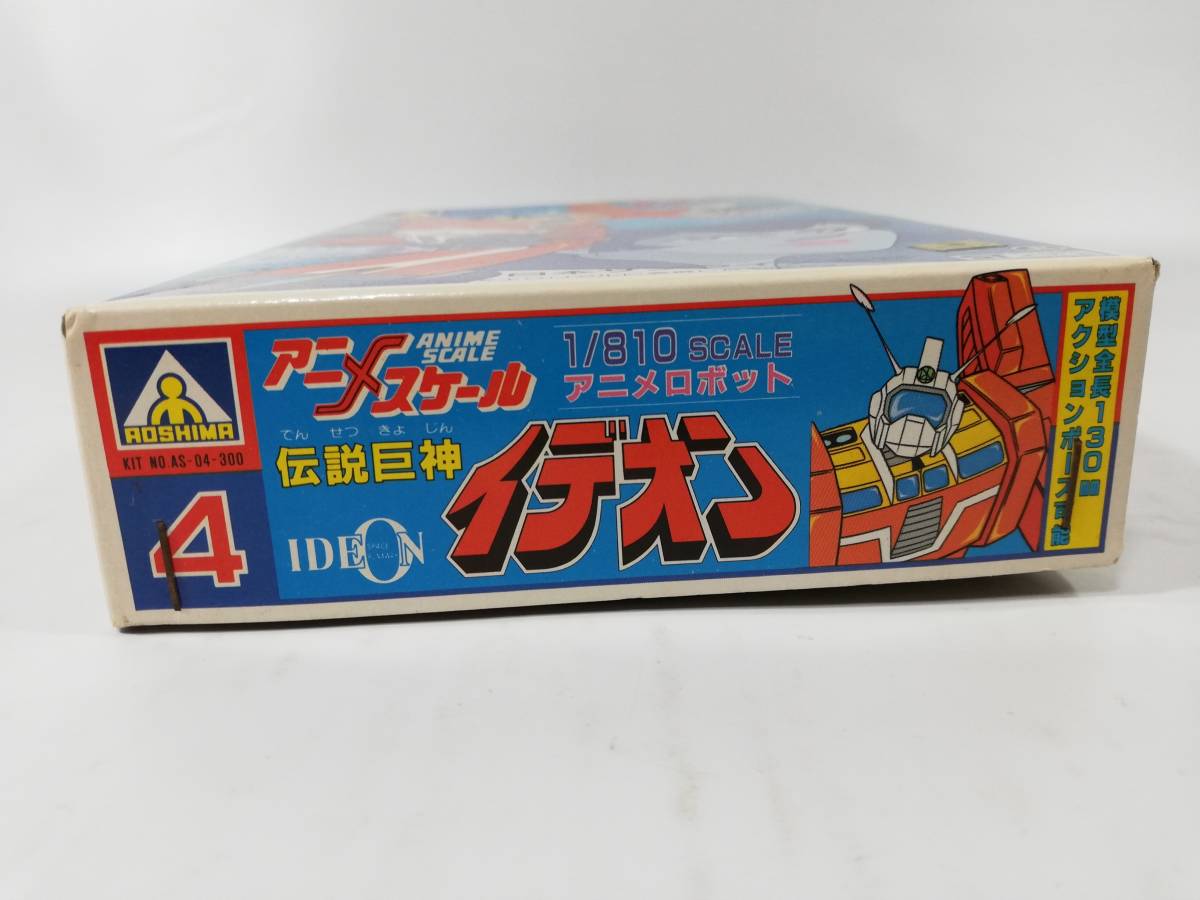 AOSHIMA
KIT NO.AS-04-300
4
アニメスケール
ANIME
SCALE
1/810 SCALE
アニメロボット
でん せつ きょ じん
伝説巨神
イデオン
IDEON
SPACE
RUNAWAY
模型全長130㎜
アクションポーズ可能